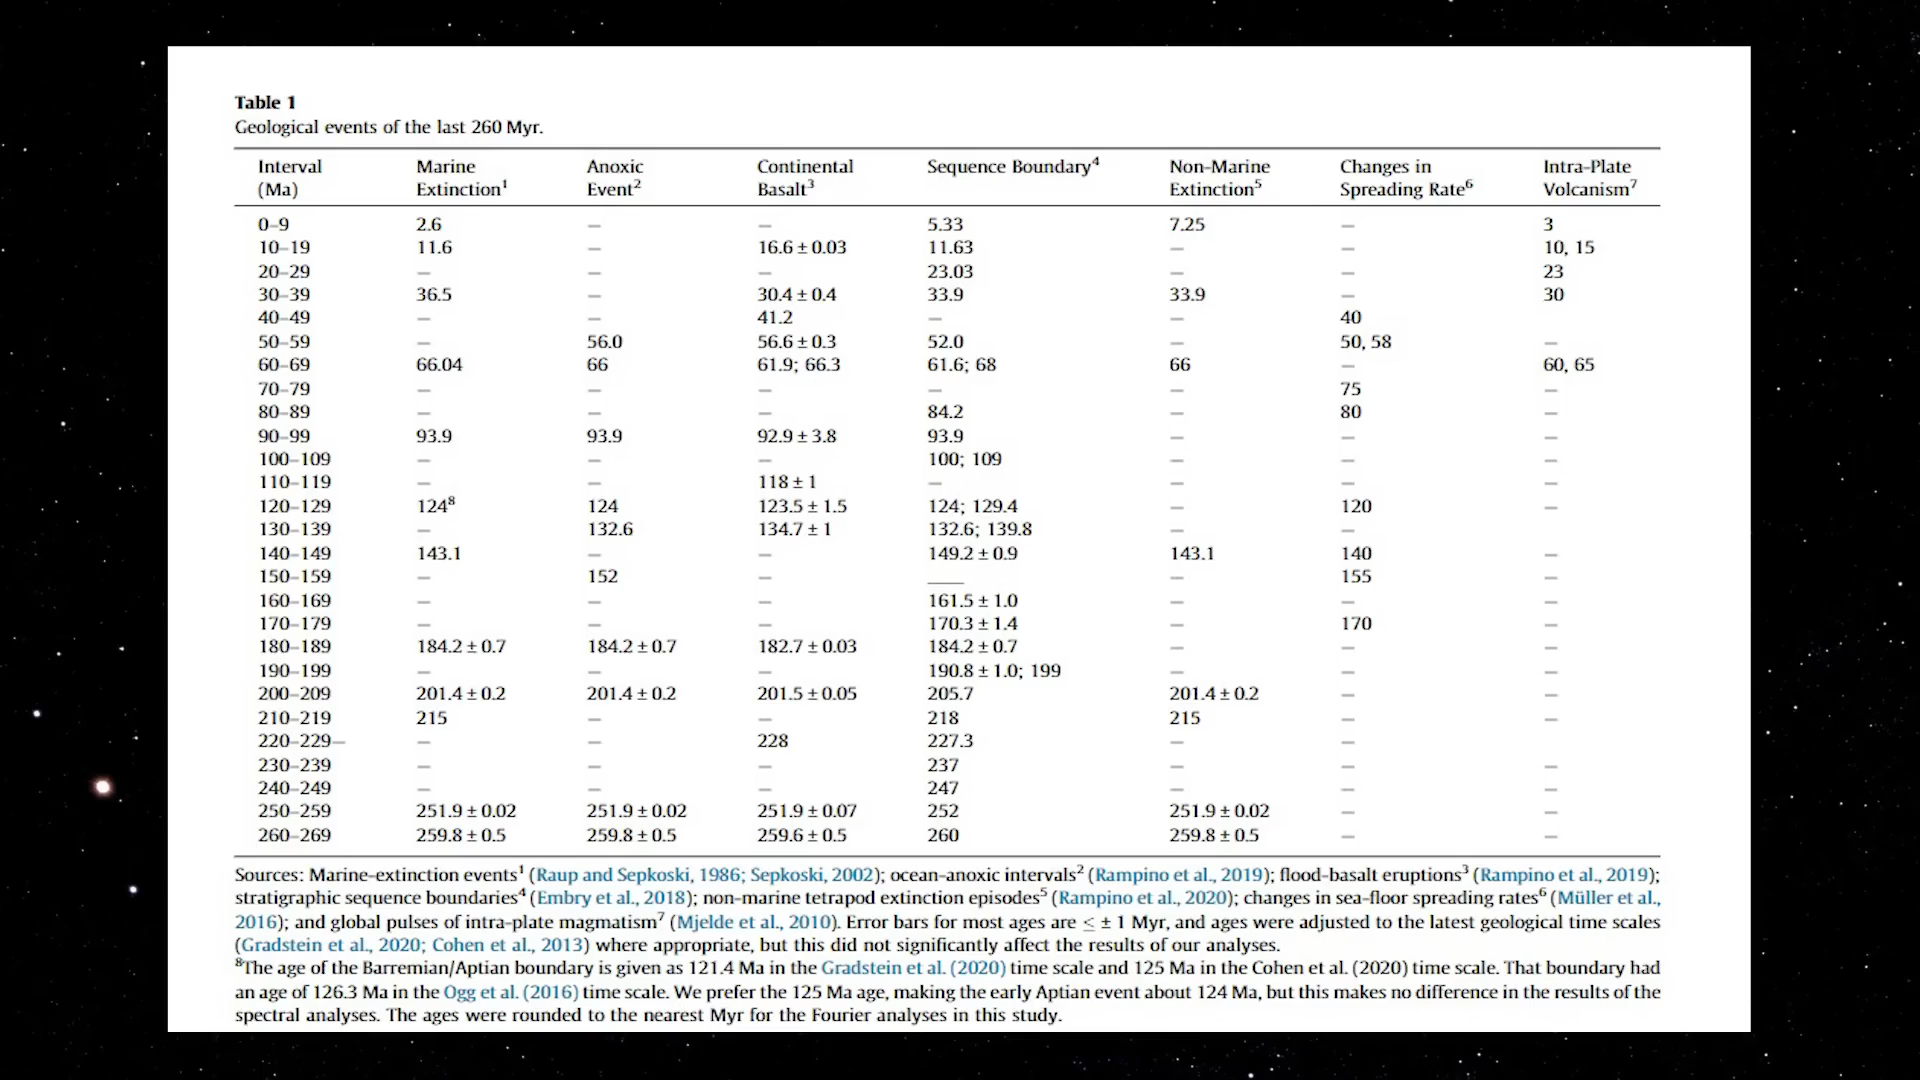 Table 1
Geological events of the last 260 Myr.
Interval (Ma) Marine Extinction¹ Anoxic Event² Continental Basalt³ Sequence Boundary⁴ Non-Marine Extinction⁵ Changes in Spreading Rate⁶ Intra-Plate Volcanism⁷
0–9 2.6 — — 5.33 7.25 — 3
10–19 11.6 — 16.6 ± 0.03 11.63 — — 10, 15
20–29 — — — 23.03 — — 23
30–39 36.5 — 30.4 ± 0.4 33.9 33.9 — 30
40–49 — — 41.2 — — 40
50–59 — 56.0 56.6 ± 0.3 52.0 — 50, 58 —
60–69 66.04 66 61.9; 66.3 61.6; 68 66 — 60, 65
70–79 — — — — — 75 —
80–89 — — — 84.2 — 80 —
90–99 93.9 93.9 92.9 ± 3.8 93.9 — — —
100–109 — — — 100; 109 — — —
110–119 — — 118 ± 1 — — — —
120–129 124⁸ 124 123.5 ± 1.5 124; 129.4 — 120 —
130–139 — 132.6 134.7 ± 1 132.6; 139.8 — — —
140–149 143.1 — — 149.2 ± 0.9 143.1 140 —
150–159 — 152 — ___ — 155 —
160–169 — — — 161.5 ± 1.0 — — —
170–179 — — — 170.3 ± 1.4 — 170 —
180–189 184.2 ± 0.7 184.2 ± 0.7 182.7 ± 0.03 184.2 ± 0.7 — — —
190–199 — — — 190.8 ± 1.0; 199 — — —
200–209 201.4 ± 0.2 201.4 ± 0.2 201.5 ± 0.05 205.7 201.4 ± 0.2 — —
210–219 215 — — 218 215 — —
220–229— — — 228 227.3 — —
230–239 — — — 237 — — —
240–249 — — — 247 — — —
250–259 251.9 ± 0.02 251.9 ± 0.02 251.9 ± 0.07 252 251.9 ± 0.02 — —
260–269 259.8 ± 0.5 259.8 ± 0.5 259.6 ± 0.5 260 259.8 ± 0.5 — —
Sources: Marine-extinction events¹ (Raup and Sepkoski, 1986; Sepkoski, 2002); ocean-anoxic intervals² (Rampino et al., 2019); flood-basalt eruptions³ (Rampino et al., 2019);
stratigraphic sequence boundaries⁴ (Embry et al., 2018); non-marine tetrapod extinction episodes⁵ (Rampino et al., 2020); changes in sea-floor spreading rates⁶ (Müller et al.,
2016); and global pulses of intra-plate magmatism⁷ (Mjelde et al., 2010). Error bars for most ages are ≤ ± 1 Myr, and ages were adjusted to the latest geological time scales
(Gradstein et al., 2020; Cohen et al., 2013) where appropriate, but this did not significantly affect the results of our analyses.
⁸The age of the Barremian/Aptian boundary is given as 121.4 Ma in the Gradstein et al. (2020) time scale and 125 Ma in the Cohen et al. (2020) time scale. That boundary had
an age of 126.3 Ma in the Ogg et al. (2016) time scale. We prefer the 125 Ma age, making the early Aptian event about 124 Ma, but this makes no difference in the results of the
spectral analyses. The ages were rounded to the nearest Myr for the Fourier analyses in this study.